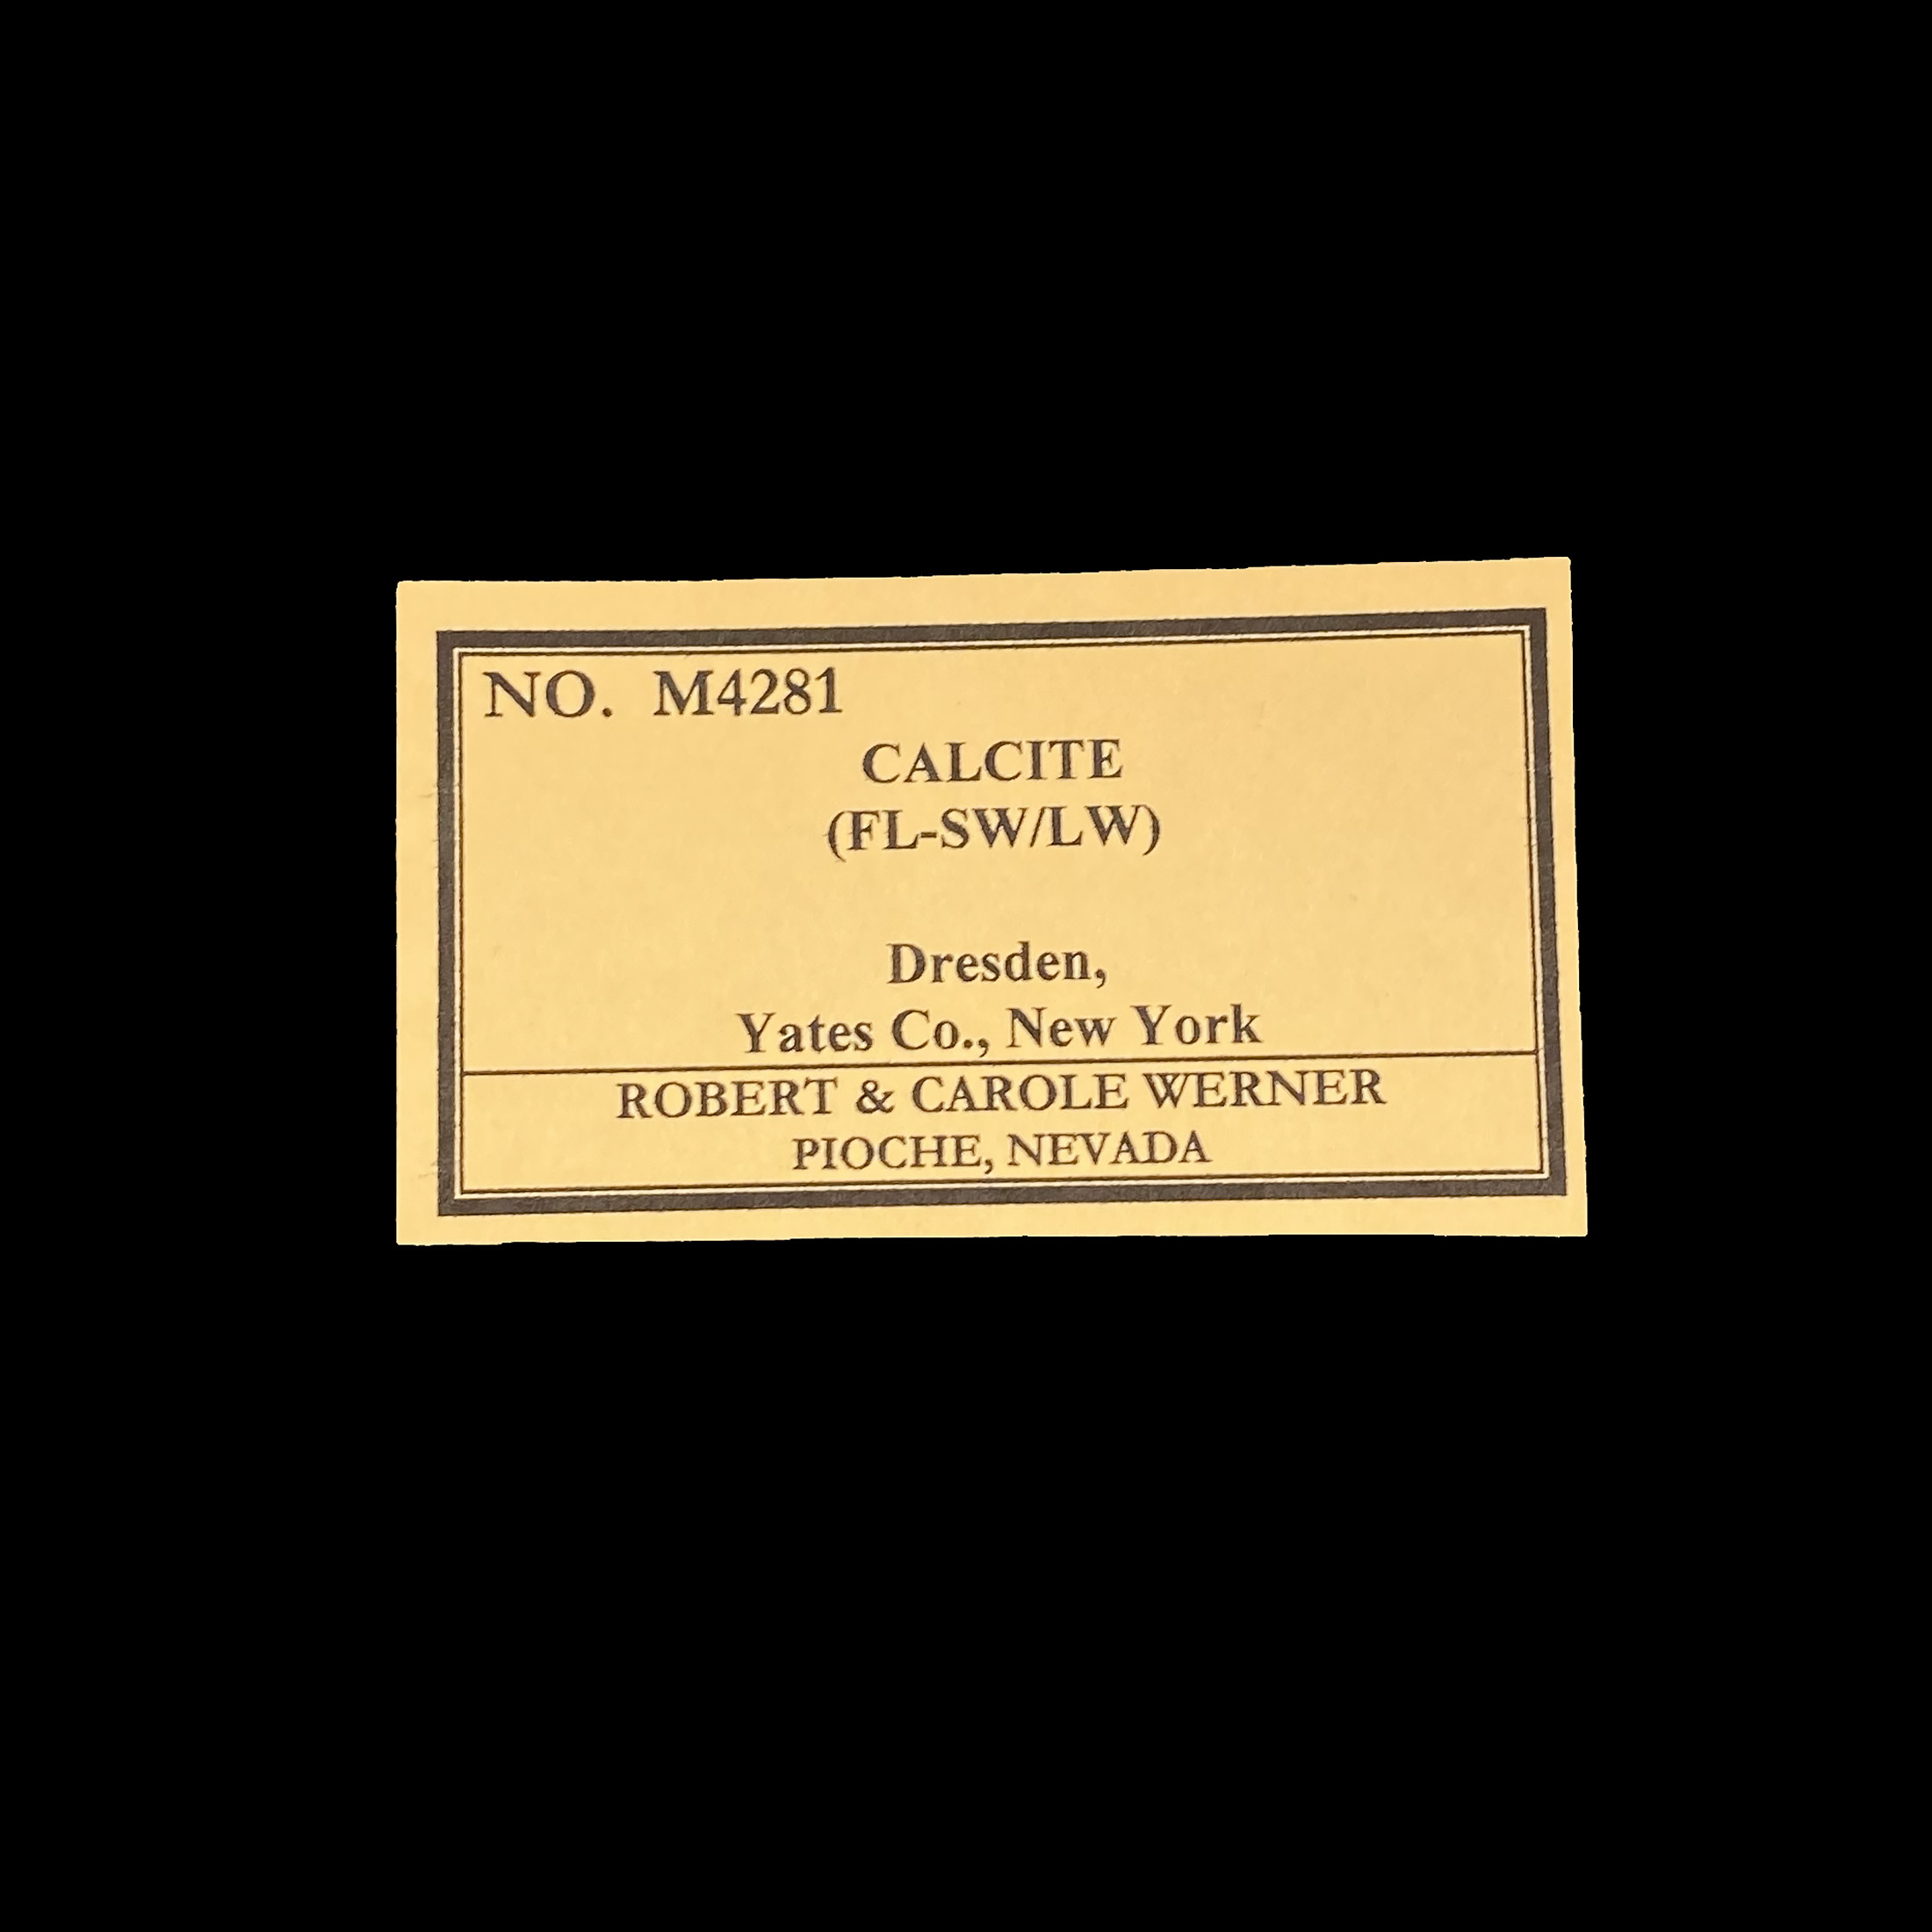 NO. M4281
CALCITE
(FL-SW/LW)
Dresden,
Yates Co., New York
ROBERT & CAROLE WERNER
PIOCHE, NEVADA